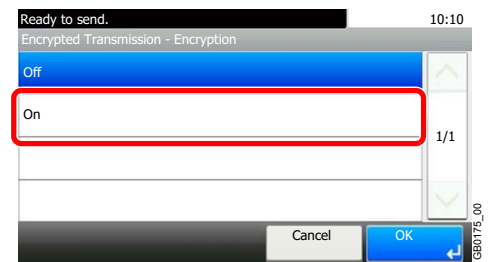 Ready to send. 10:10
Encrypted Transmission - Encryption
Off
On
1/1
Cancel OK
GB0175_00